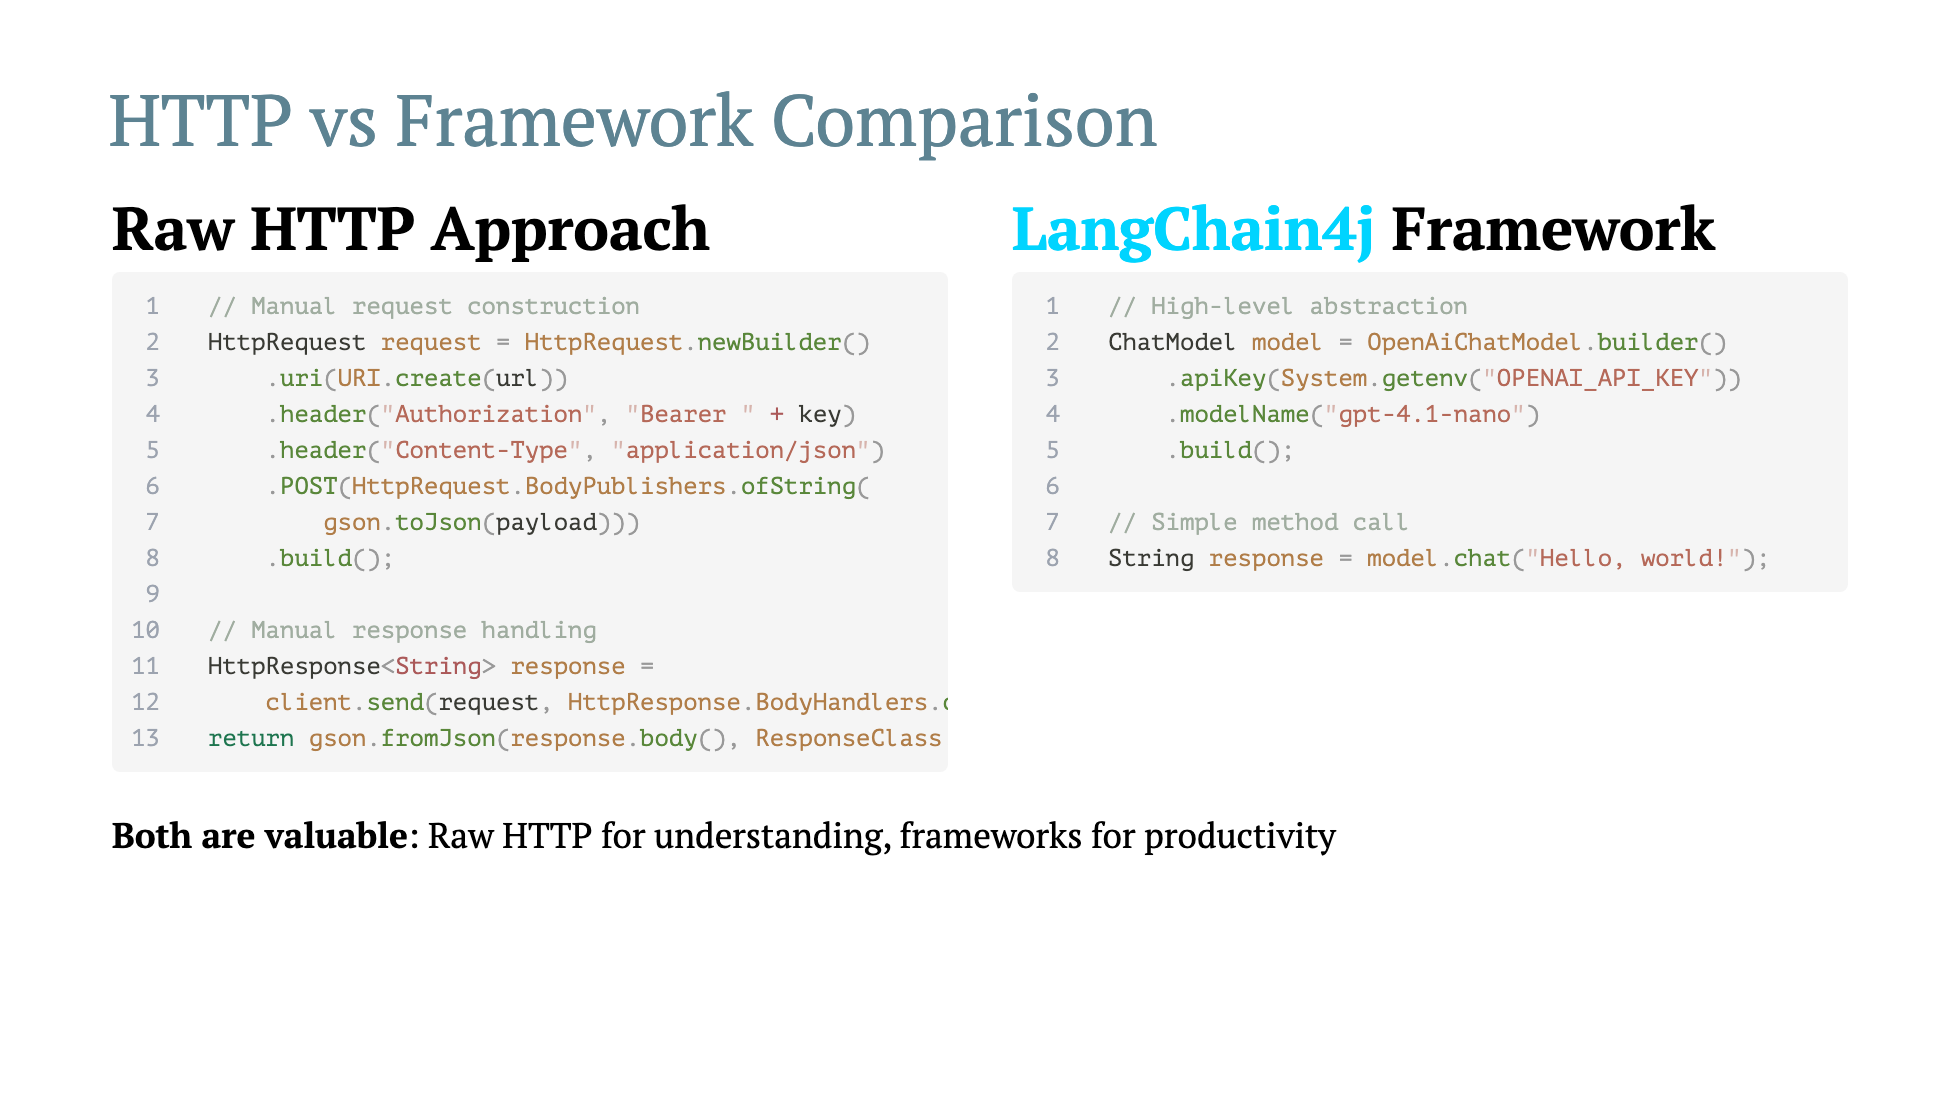 HTTP vs Framework Comparison
Raw HTTP Approach
1 // Manual request construction
2 HttpRequest request = HttpRequest.newBuilder()
3     .uri(URI.create(url))
4     .header("Authorization", "Bearer " + key)
5     .header("Content-Type", "application/json")
6     .POST(HttpRequest.BodyPublishers.ofString(
7         gson.toJson(payload)))
8     .build();
9
10 // Manual response handling
11 HttpResponse<String> response =
12     client.send(request, HttpResponse.BodyHandlers.
13 return gson.fromJson(response.body(), ResponseClass
LangChain4j Framework
1 // High-level abstraction
2 ChatModel model = OpenAiChatModel.builder()
3     .apiKey(System.getenv("OPENAI_API_KEY"))
4     .modelName("gpt-4.1-nano")
5     .build();
6
7 // Simple method call
8 String response = model.chat("Hello, world!");
Both are valuable: Raw HTTP for understanding, frameworks for productivity